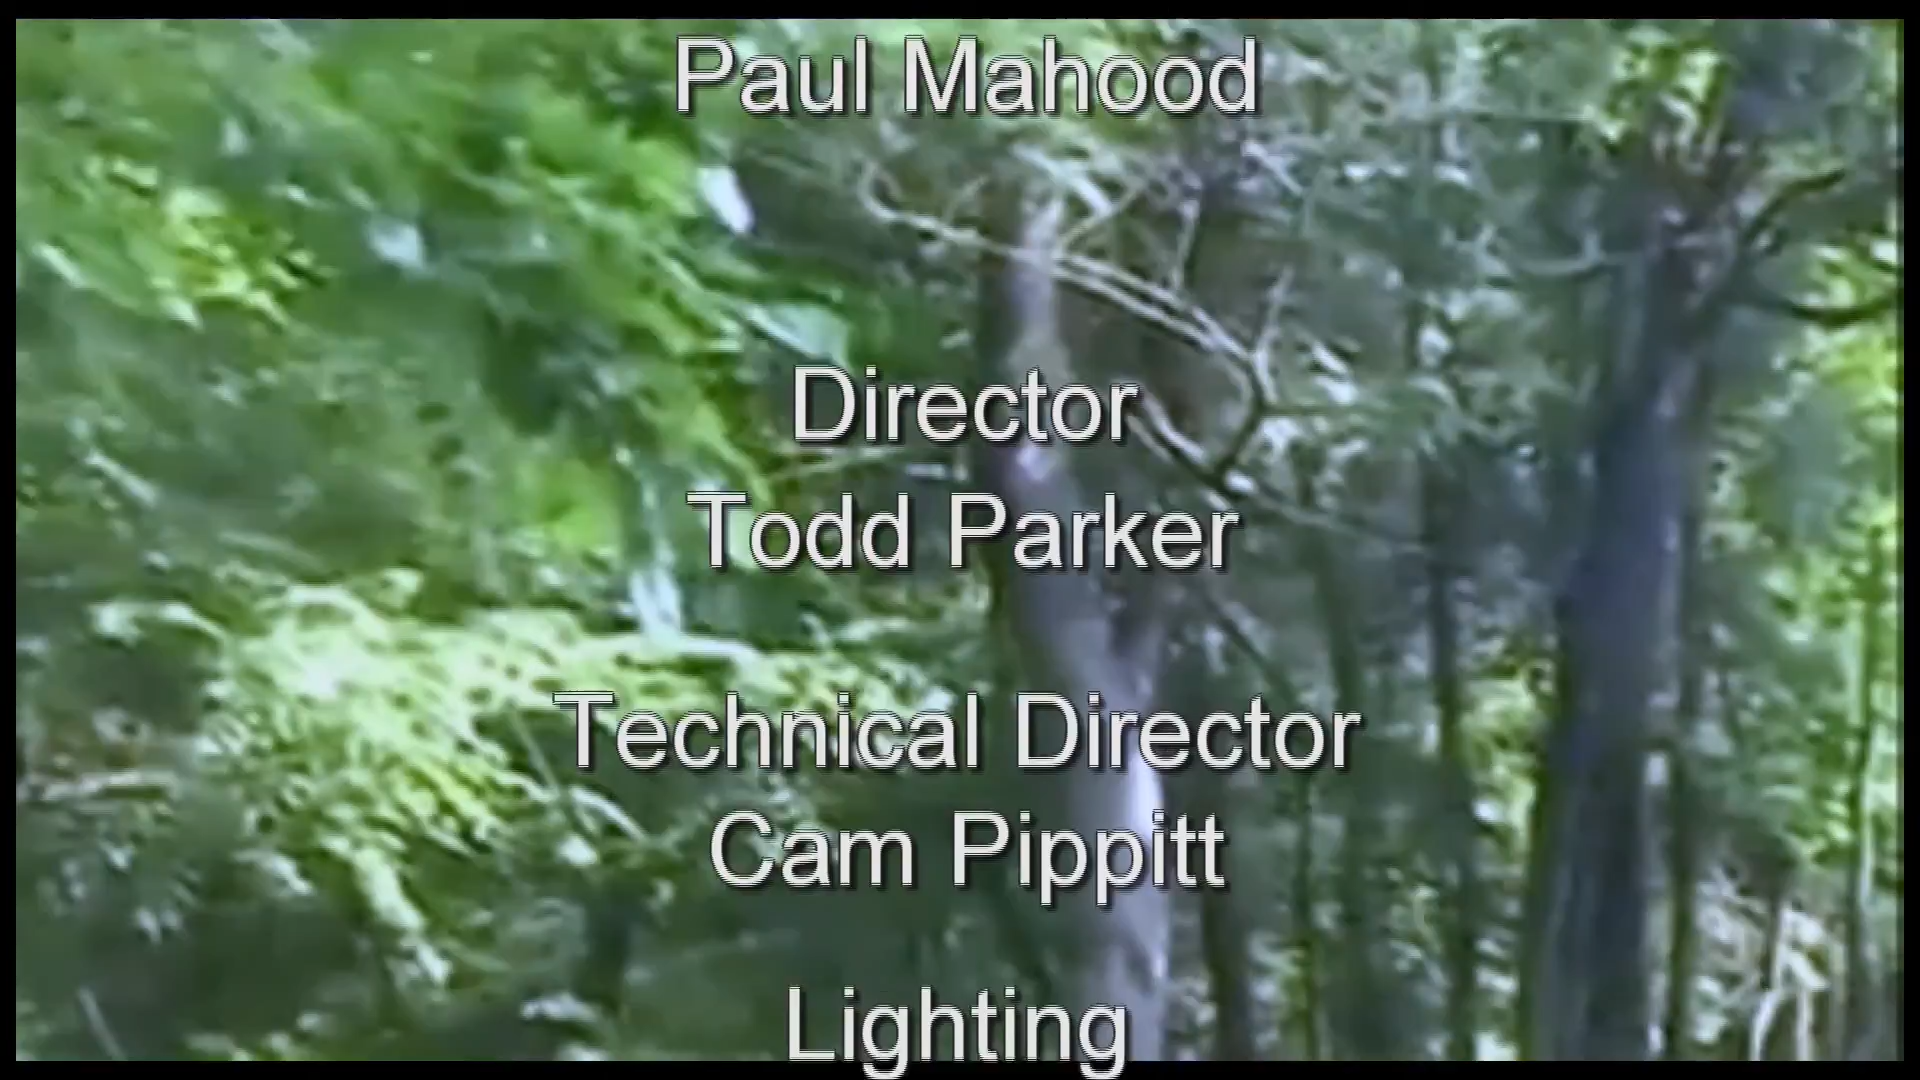 Paul Mahood
Director
Todd Parker
Technical Director
Cam Pippitt
Lighting